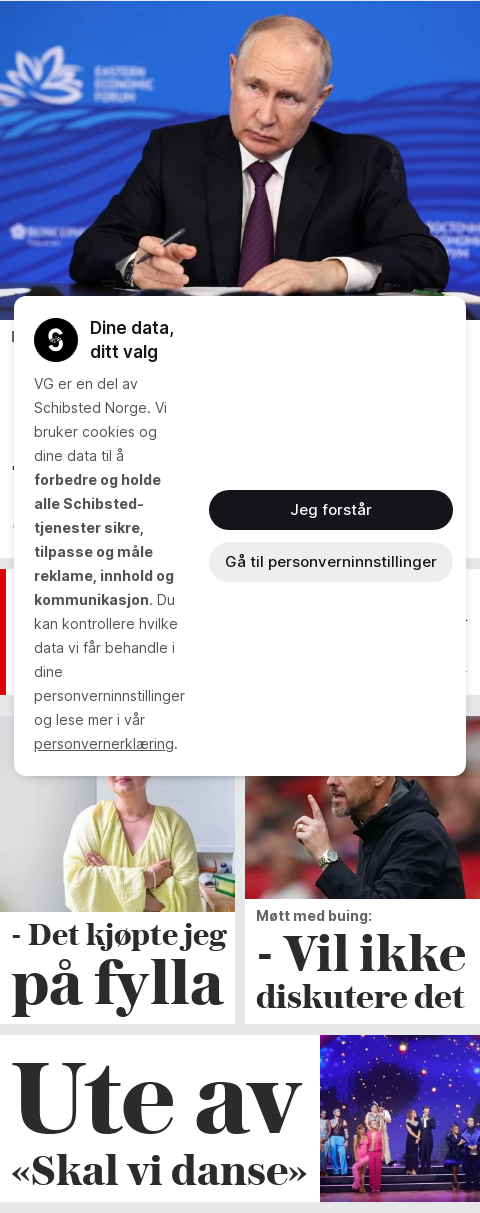 EASTERN
ECONOMIC
FORUM
Dine data,
ditt valg
VG er en del av
Schibsted Norge. Vi
bruker cookies og
dine data til å
forbedre og holde
alle Schibsted-
tjenester sikre,
tilpasse og måle
reklame, innhold og
kommunikasjon. Du
kan kontrollere hvilke
data vi får behandle i
dine
personverninnstillinger
og lese mer i vår
personvernerklæring.
Jeg forstår
Gå til personverninnstillinger
- Det kjøpte jeg
på fylla
Møtt med buing:
- Vil ikke
diskutere det
Ute av
«Skal vi danse»